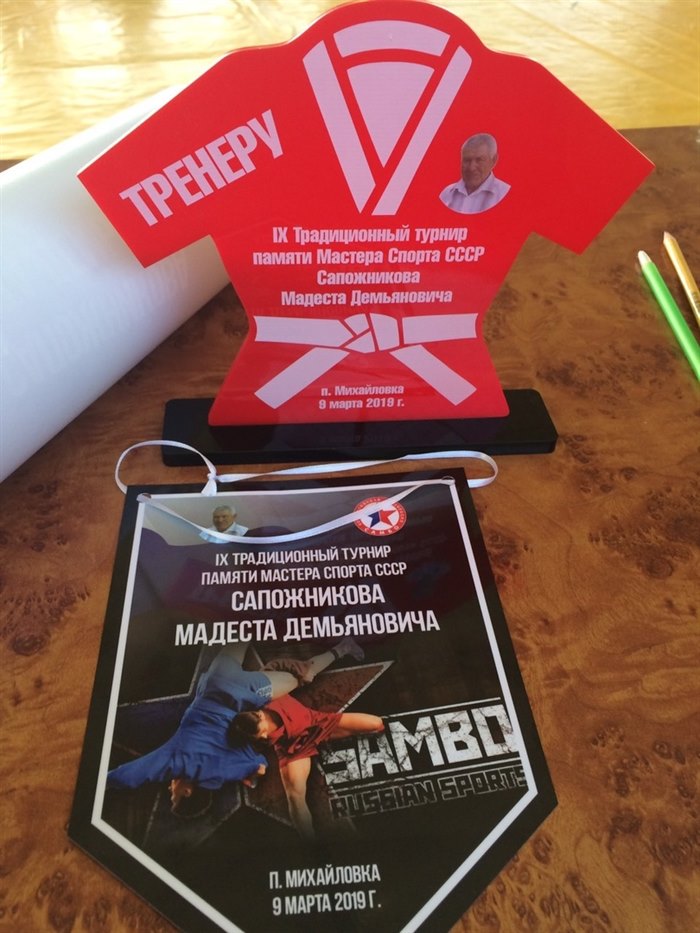 ТРЕНЕРУ
IX Традиционный турнир
памяти Мастера Спорта СССР
Сапожникова
Мадеста Демьяновича
п. Михайловка
9 марта 2019 г.
IX ТРАДИЦИОННЫЙ ТУРНИР
ПАМЯТИ МАСТЕРА СПОРТА СССР
САПОЖНИКОВА
МАДЕСТА ДЕМЬЯНОВИЧА
SAMBO
RUSSIAN SPORTS
П. МИХАЙЛОВКА
9 МАРТА 2019 Г.